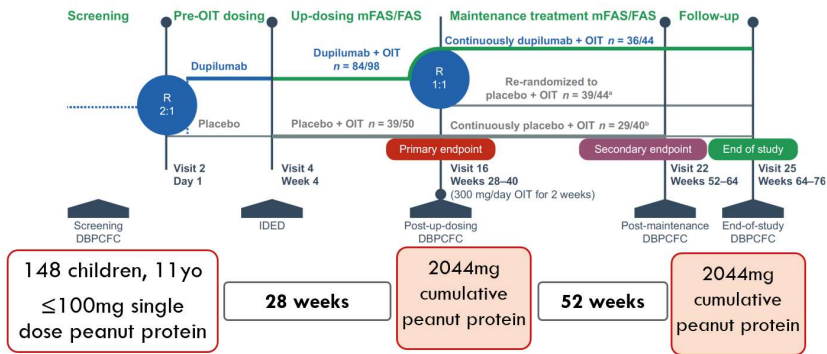 Screening
Pre-OIT dosing
Up-dosing mFAS/FAS
Maintenance treatment mFAS/FAS
Follow-up
Continuously dupilumab + OIT n = 36/44
Dupilumab + OIT
n = 84/98
Dupilumab
R
2:1
R
1:1
Re-randomized to
placebo + OIT n = 39/44ᵃ
Placebo
Placebo + OIT n = 39/50
Continuously placebo + OIT n = 29/40ᵇ
Primary endpoint
Secondary endpoint
End of study
Visit 2
Day 1
Visit 4
Week 4
Visit 16
Weeks 28–40
(300 mg/day OIT for 2 weeks)
Visit 22
Weeks 52–64
Visit 25
Weeks 64–76
Screening
DBPCFC
IDED
Post-up-dosing
DBPCFC
Post-maintenance
DBPCFC
End-of-study
DBPCFC
148 children, 11yo
≤100mg single
dose peanut protein
28 weeks
2044mg
cumulative
peanut protein
52 weeks
2044mg
cumulative
peanut protein